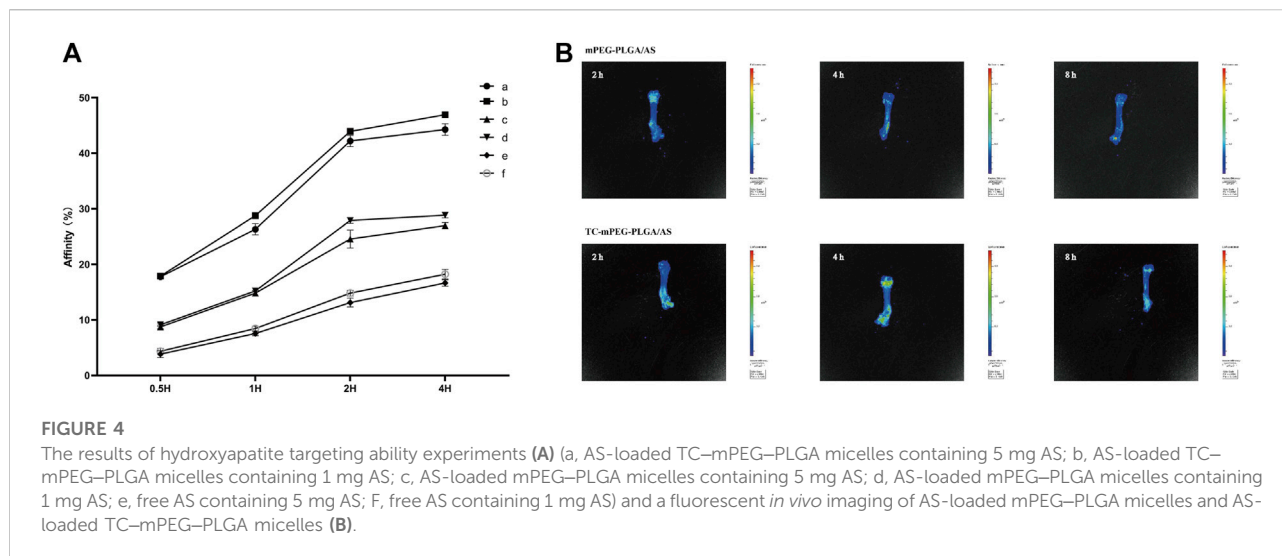 A
B
mPEG-PLGA/AS
2 h
4 h
8 h
50
40
30
20
10
0
Affinity (%)
0.5H
1H
2H
4H
a
b
c
d
e
f
TC-mPEG-PLGA/AS
2 h
4 h
8 h
FIGURE 4
The results of hydroxyapatite targeting ability experiments (A) (a, AS-loaded TC–mPEG–PLGA micelles containing 5 mg AS; b, AS-loaded TC–
mPEG–PLGA micelles containing 1 mg AS; c, AS-loaded mPEG–PLGA micelles containing 5 mg AS; d, AS-loaded mPEG–PLGA micelles containing
1 mg AS; e, free AS containing 5 mg AS; F, free AS containing 1 mg AS) and a fluorescent in vivo imaging of AS-loaded mPEG–PLGA micelles and AS-
loaded TC–mPEG–PLGA micelles (B).